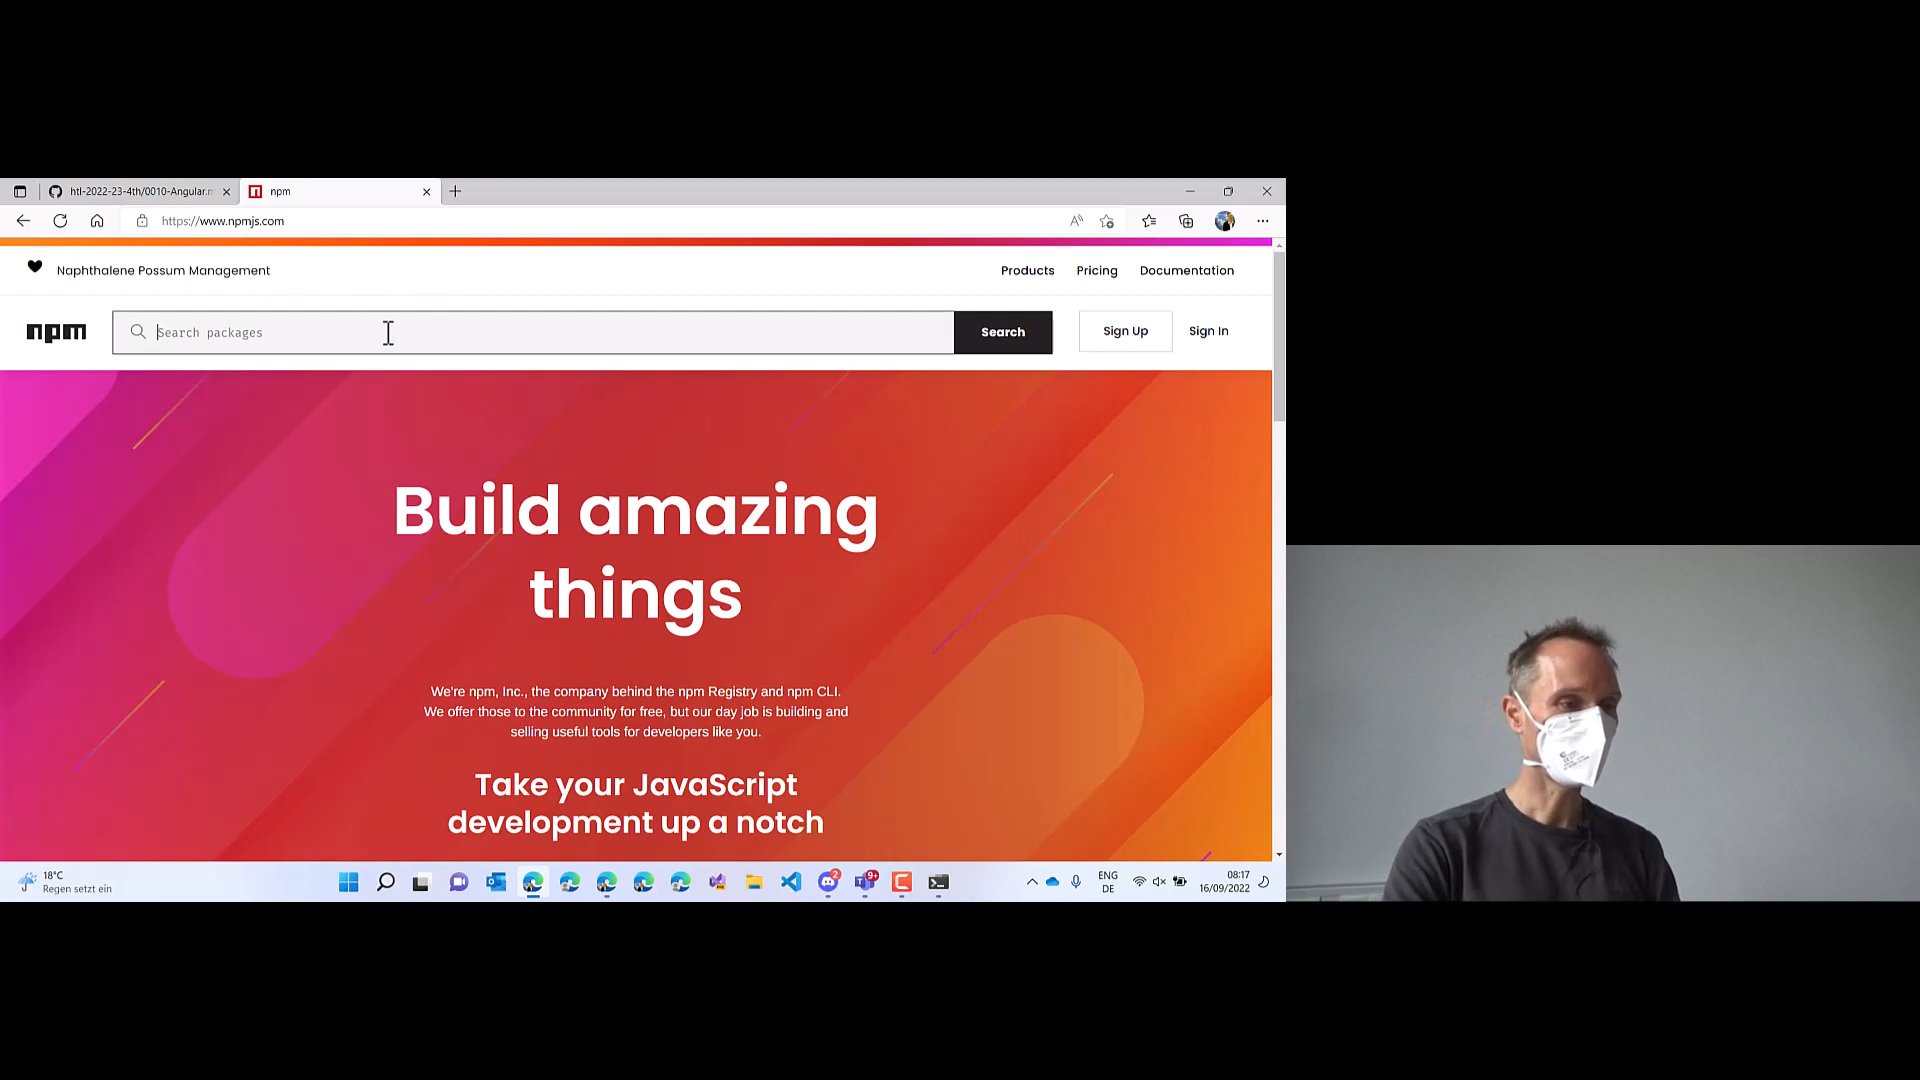 htl-2022-23-4th/0010-Angular.m
npm
https://www.npmjs.com
Naphthalene Possum Management
Products
Pricing
Documentation
npm
Search packages
Search
Sign Up
Sign In
Build amazing
things
We're npm, Inc., the company behind the npm Registry and npm CLI.
We offer those to the community for free, but our day job is building and
selling useful tools for developers like you.
Take your JavaScript
development up a notch
18°C
Regen setzt ein
2
9+
ENG
DE
08:17
16/09/2022